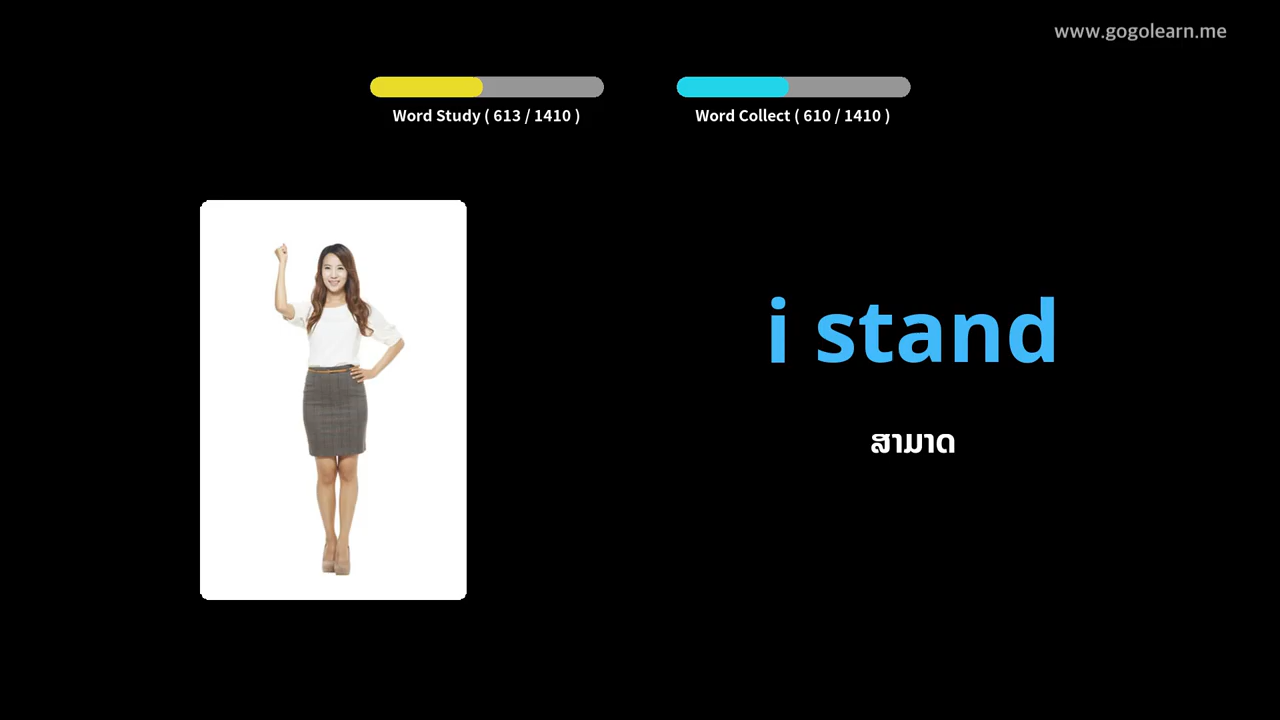 www.gogolearn.me
Word Study ( 613 / 1410 )
Word Collect ( 610 / 1410 )
i stand
ສາມາດ